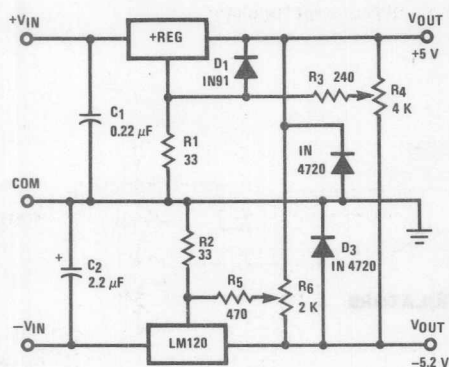 +VIN
+REG
VOUT
+5 V
D1
IN91
R3 240
R4
4 K
C1
0.22 μF
R1
33
IN
4720
COM
+
C2
2.2 μF
R2
33
D3
IN 4720
R5
470
R6
2 K
−VIN
LM120
VOUT
−5.2 V